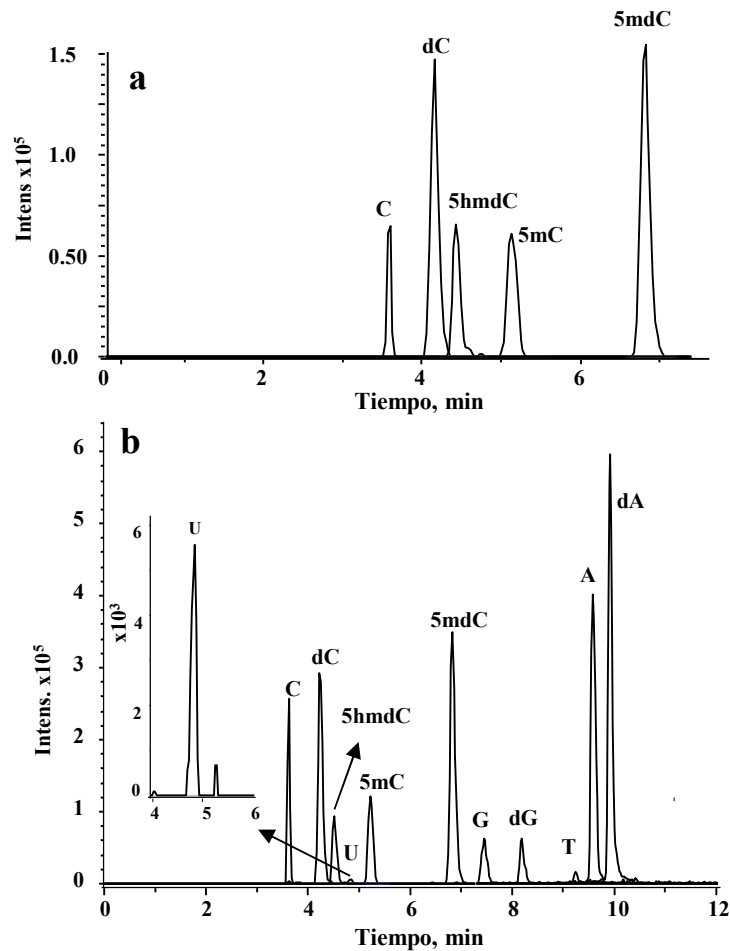 5mdC
a
dC
1.5
1.0
C
5hmdC
5mC
0.50
0.0
Intens x10⁵
0
2
4
6
Tiempo, min
b
6
5
4
3
2
1
0
Intens. x10⁵
U
6
4
2
0
x10³
4
5
6
C
dC
5hmdC
U
5mC
5mdC
G
dG
T
A
dA
0
2
4
6
8
10
12
Tiempo, min